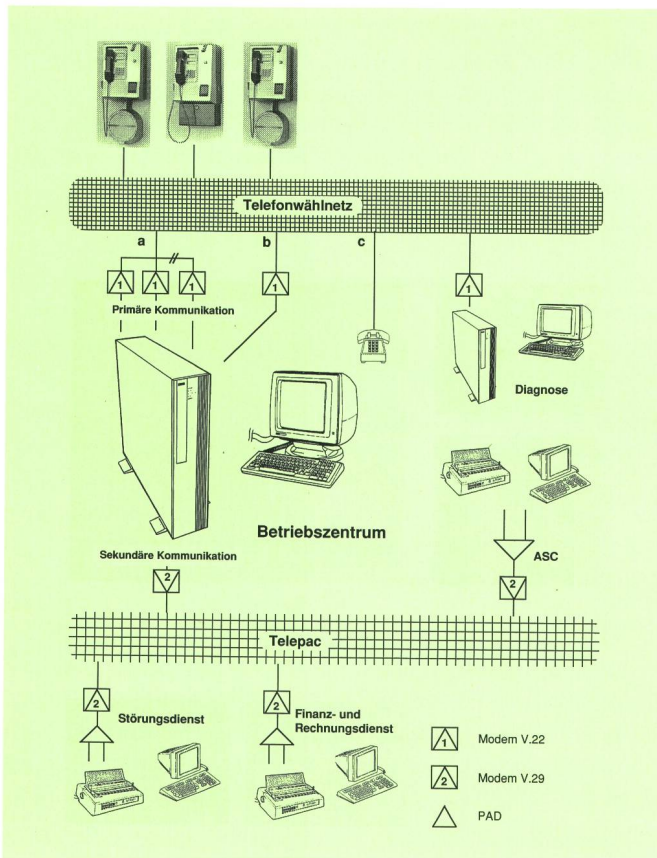 Telefonwählnetz
a
b
c
1
1
1
1
1
Primäre Kommunikation
Diagnose
Betriebszentrum
Sekundäre Kommunikation
ASC
2
2
Telepac
2
2
Störungsdienst
Finanz- und
Rechnungsdienst
1 Modem V.22
2 Modem V.29
PAD